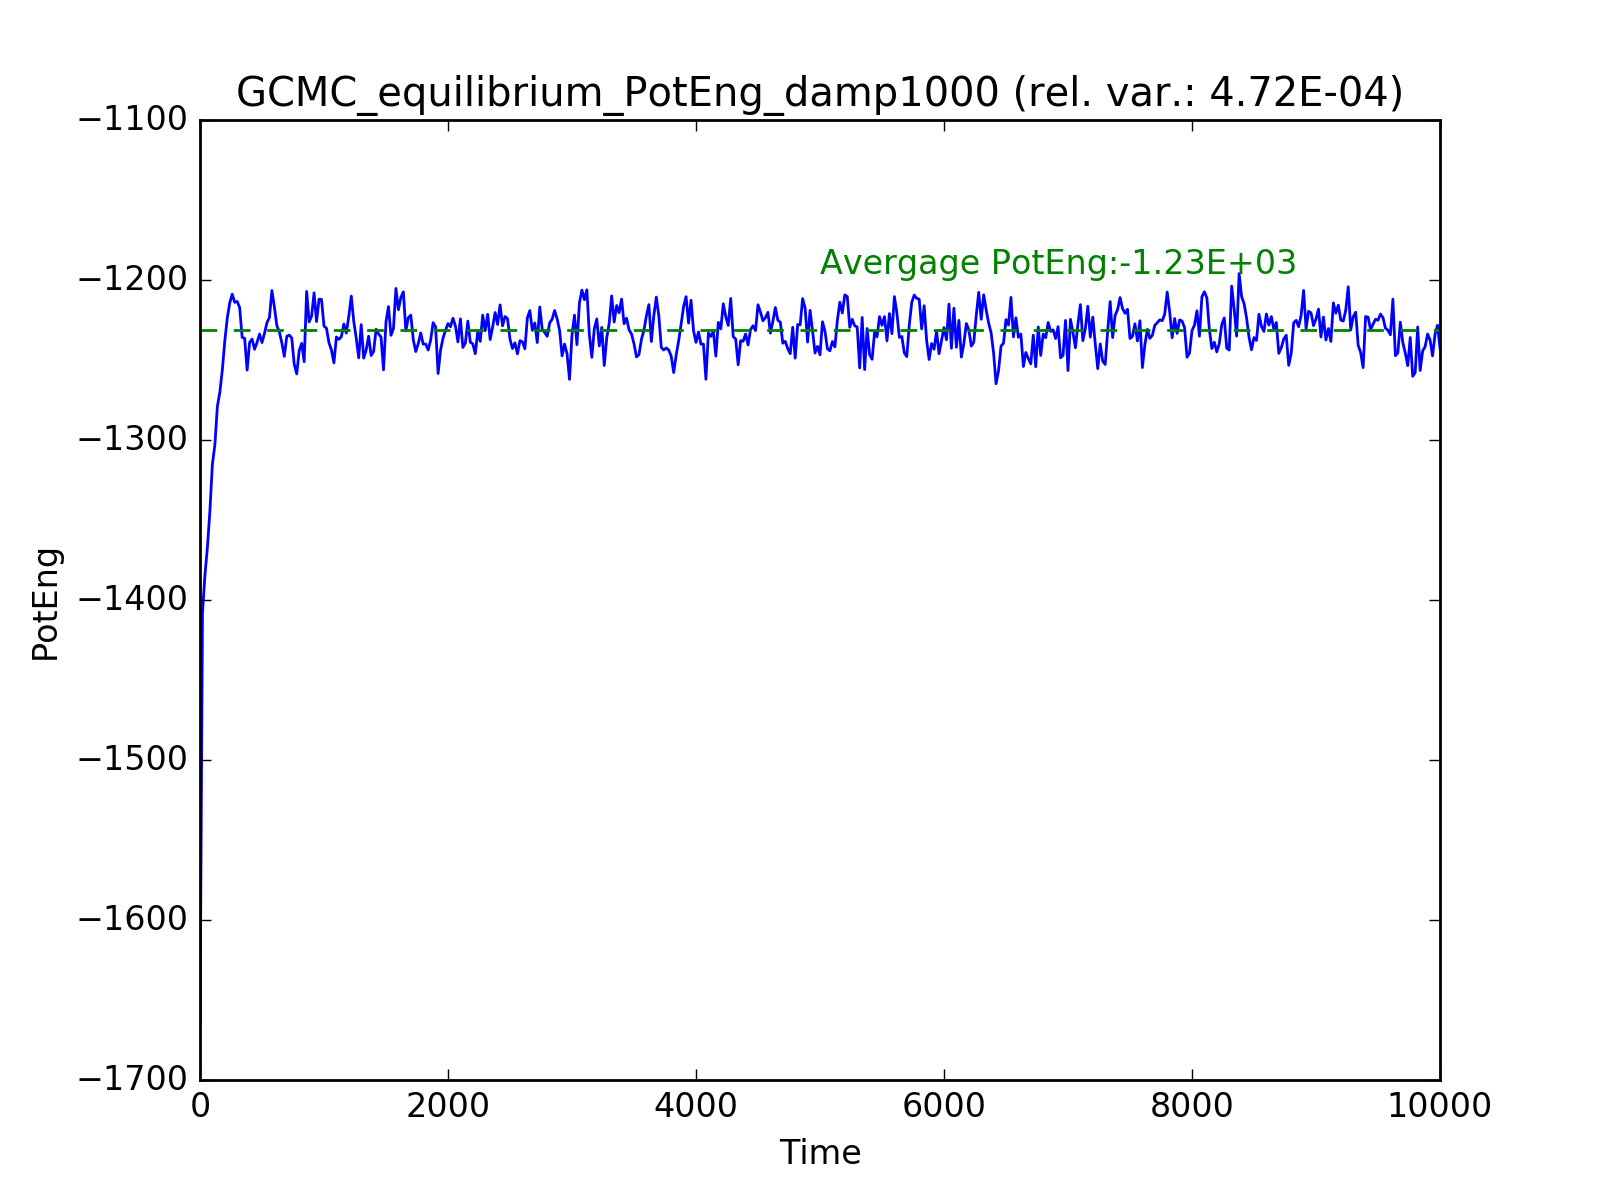 GCMC_equilibrium_PotEng_damp1000 (rel. var.: 4.72E-04)
−1100
−1200
−1300
−1400
−1500
−1600
−1700
PotEng
Avergage PotEng:-1.23E+03
0 2000 4000 6000 8000 10000
Time